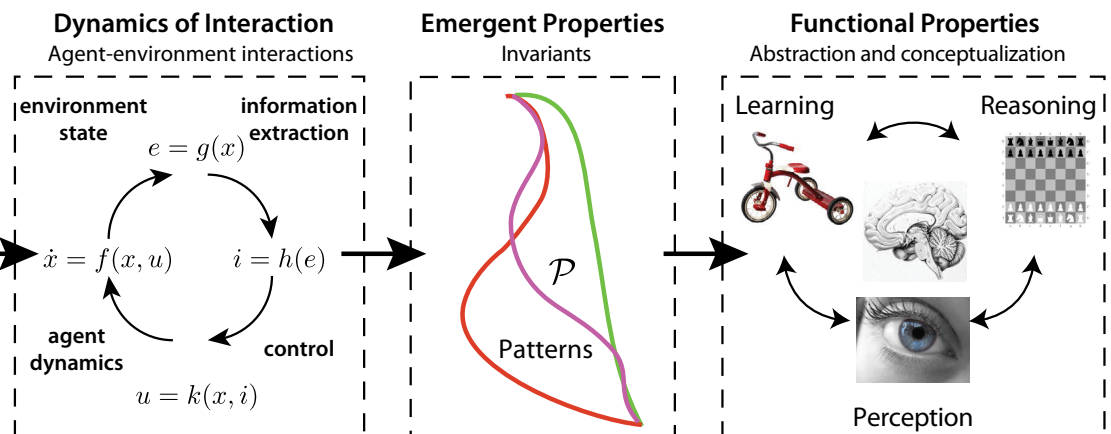 Dynamics of Interaction
Agent-environment interactions
environment
state
information
extraction
e = g(x)
ẋ = f(x, u)
i = h(e)
agent
dynamics
control
u = k(x, i)
Emergent Properties
Invariants
𝒫
Patterns
Functional Properties
Abstraction and conceptualization
Learning
Reasoning
Perception